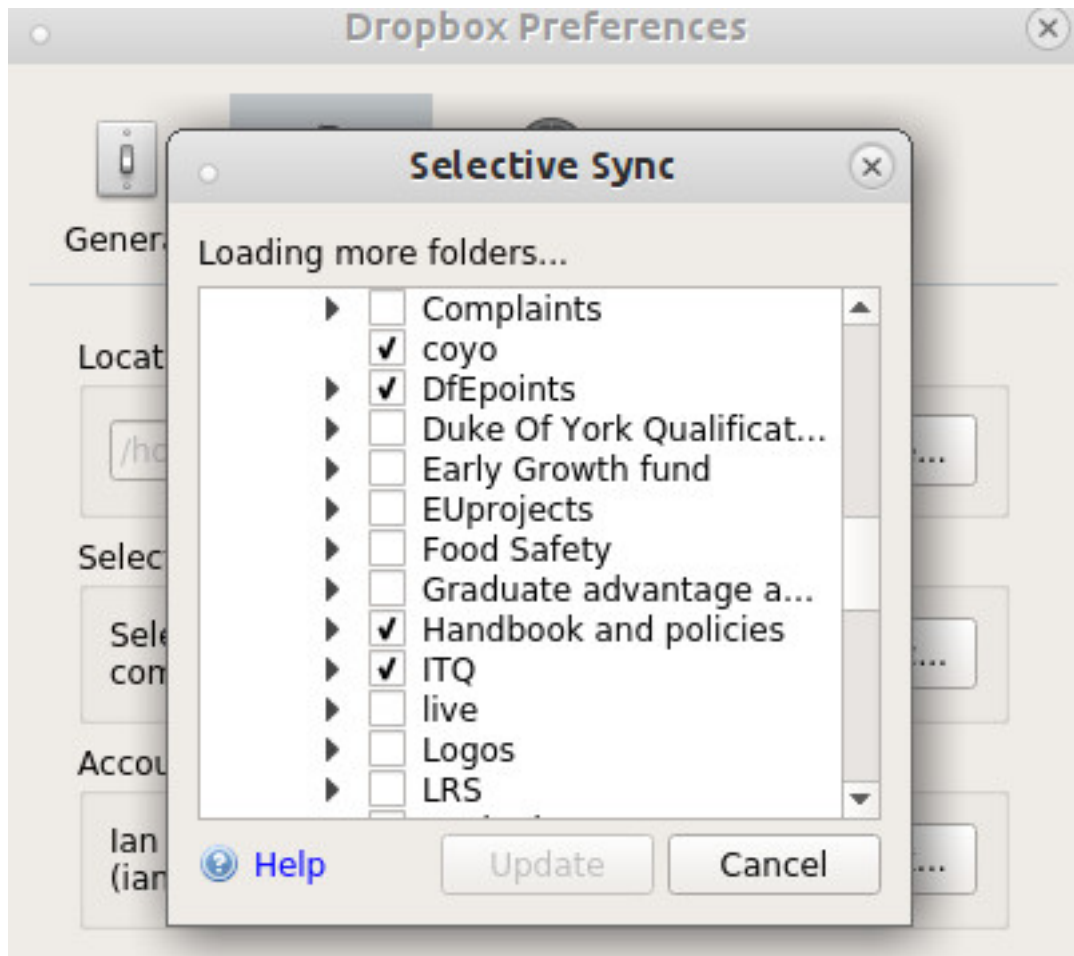 Dropbox Preferences
Selective Sync
Gener
Loading more folders...
Complaints
coyo
DfEpoints
Duke Of York Qualificat...
Early Growth fund
EUprojects
Food Safety
Graduate advantage a...
Handbook and policies
ITQ
live
Logos
LRS
Locat
/ho
...
Selec
Sele
com
...
Accou
Ian
(ian
...
Help
Update
Cancel